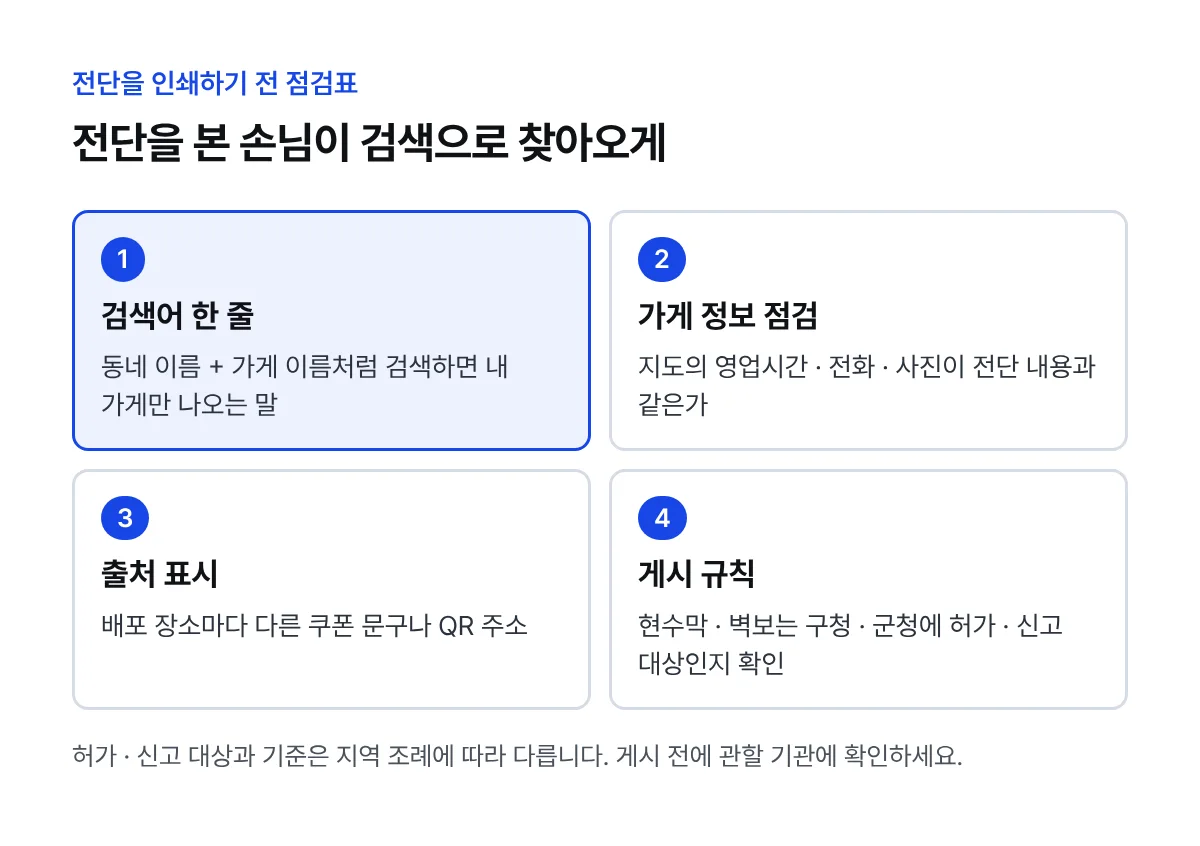 전단을 인쇄하기 전 점검표
전단을 본 손님이 검색으로 찾아오게
1
검색어 한 줄
동네 이름 + 가게 이름처럼 검색하면 내
가게만 나오는 말
2
가게 정보 점검
지도의 영업시간 · 전화 · 사진이 전단 내용과
같은가
3
출처 표시
배포 장소마다 다른 쿠폰 문구나 QR 주소
4
게시 규칙
현수막 · 벽보는 구청 · 군청에 허가 · 신고
대상인지 확인
허가 · 신고 대상과 기준은 지역 조례에 따라 다릅니다. 게시 전에 관할 기관에 확인하세요.